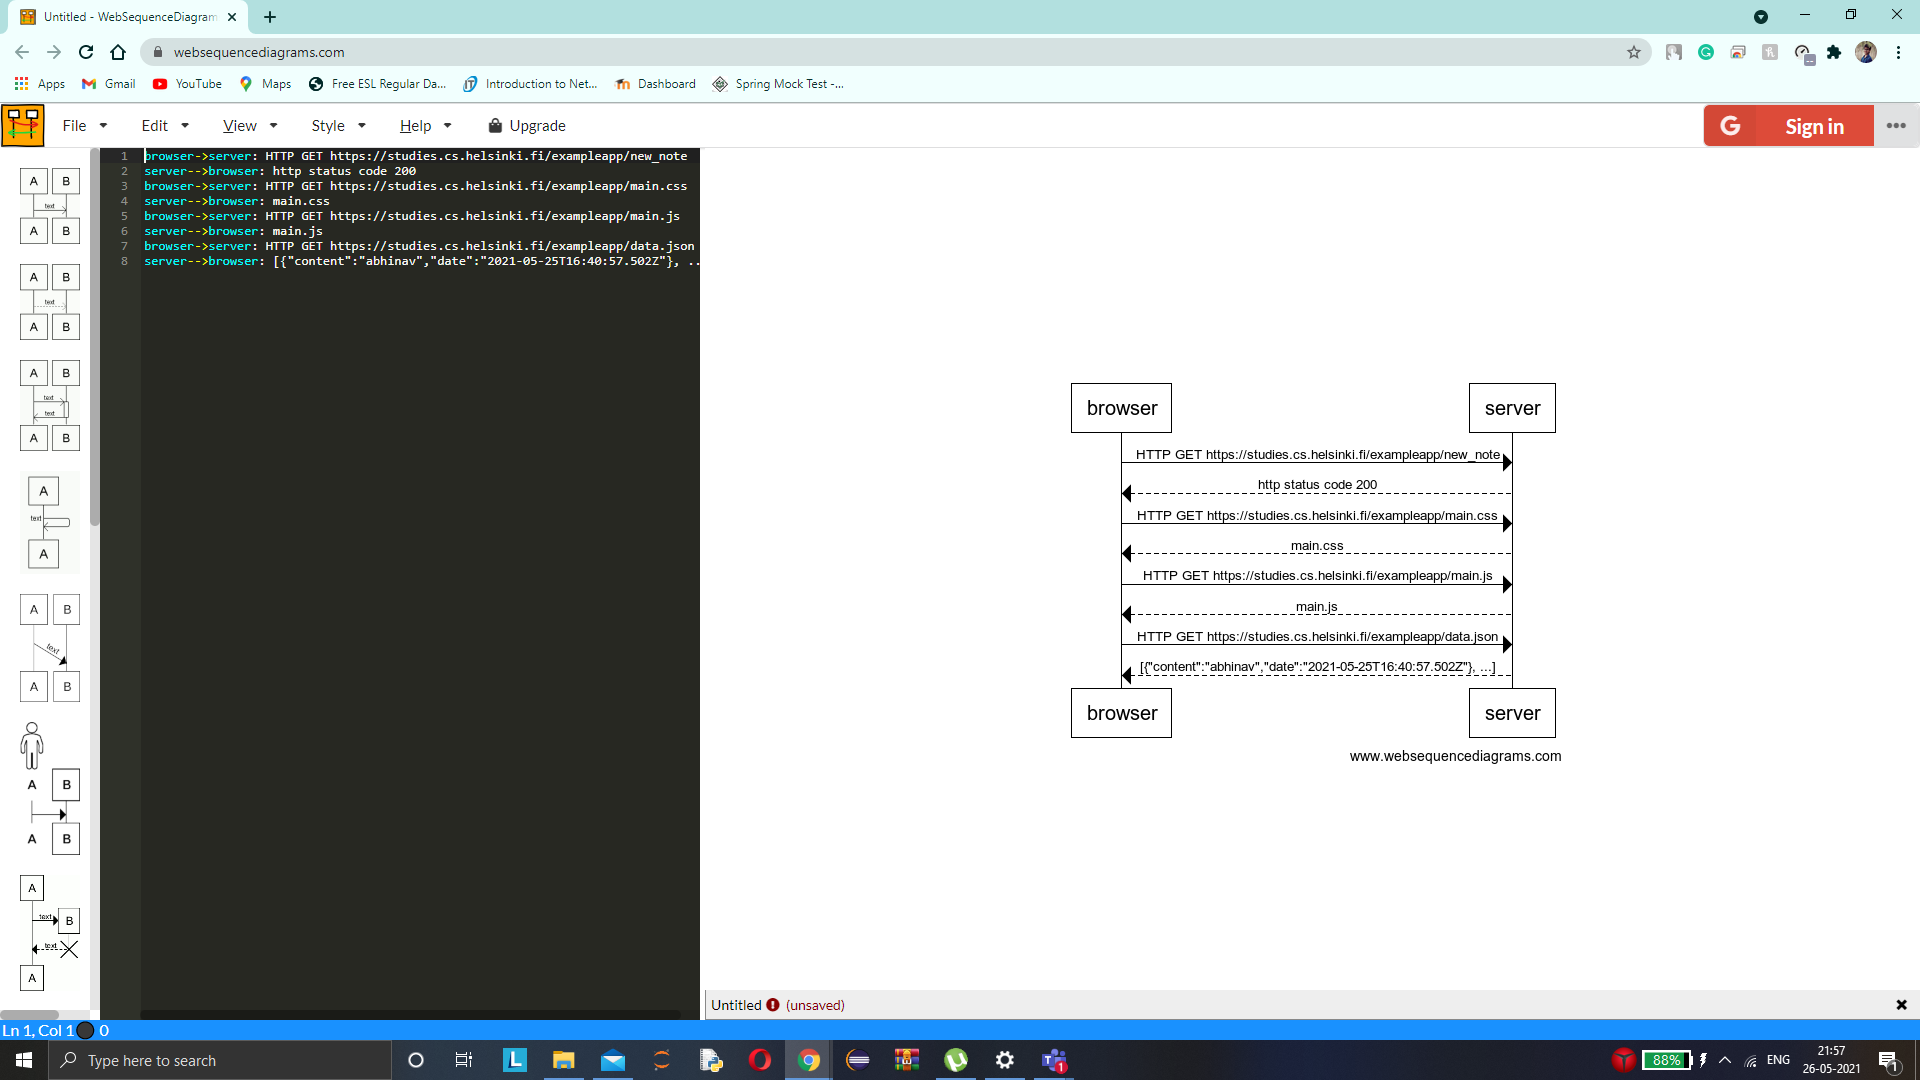 Untitled - WebSequenceDiagram
websequencediagrams.com
Apps Gmail YouTube Maps Free ESL Regular Da... Introduction to Net... Dashboard Spring Mock Test -...
File Edit View Style Help Upgrade
G Sign in
1 browser->server: HTTP GET https://studies.cs.helsinki.fi/exampleapp/new_note
2 server-->browser: http status code 200
3 browser->server: HTTP GET https://studies.cs.helsinki.fi/exampleapp/main.css
4 server-->browser: main.css
5 browser->server: HTTP GET https://studies.cs.helsinki.fi/exampleapp/main.js
6 server-->browser: main.js
7 browser->server: HTTP GET https://studies.cs.helsinki.fi/exampleapp/data.json
8 server-->browser: [{"content":"abhinav","date":"2021-05-25T16:40:57.502Z"}, ..
A B
text
A B
A B
text
A B
A B
text
text
A B
A
text
A
A B
text
A B
A B
A B
A
text B
text
A
browser server
HTTP GET https://studies.cs.helsinki.fi/exampleapp/new_note
http status code 200
HTTP GET https://studies.cs.helsinki.fi/exampleapp/main.css
main.css
HTTP GET https://studies.cs.helsinki.fi/exampleapp/main.js
main.js
HTTP GET https://studies.cs.helsinki.fi/exampleapp/data.json
[{"content":"abhinav","date":"2021-05-25T16:40:57.502Z"}, ...]
browser server
www.websequencediagrams.com
Untitled (unsaved)
Ln 1, Col 1 0
Type here to search
L
1
88%
ENG
21:57
26-05-2021
1